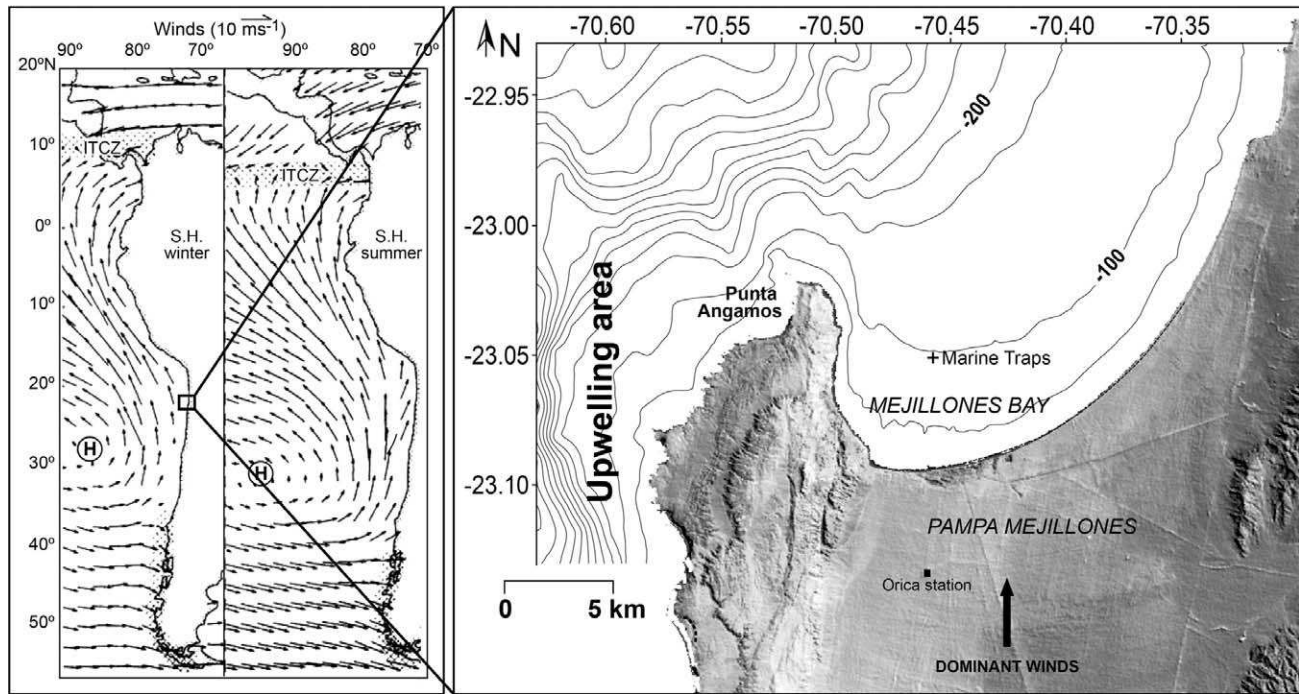 Winds (10 ms-1)
90º 80º 70º 90º 80º 70º
20ºN
10º
0º
10º
20º
30º
40º
50º
ITCZ
ITCZ
S.H.
winter
S.H.
summer
H
H
-70.60 -70.55 -70.50 -70.45 -70.40 -70.35
N
-22.95
-23.00
-23.05
-23.10
-200
-100
Upwelling area
Punta
Angamos
Marine Traps
MEJILLONES BAY
PAMPA MEJILLONES
Orica station
0 5 km
DOMINANT WINDS